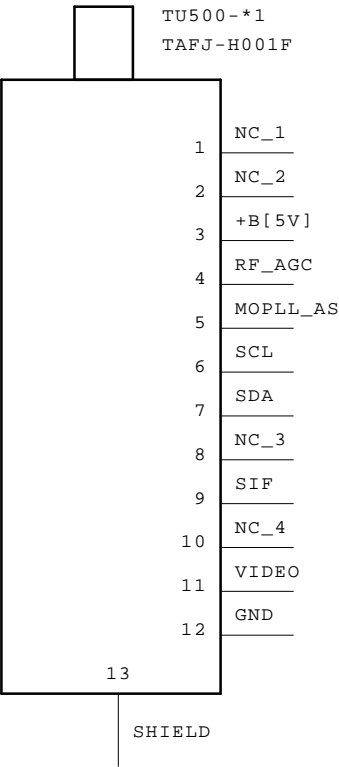 TU500-*1
TAFJ-H001F
1 NC_1
2 NC_2
3 +B[5V]
4 RF_AGC
5 MOPLL_AS
6 SCL
7 SDA
8 NC_3
9 SIF
10 NC_4
11 VIDEO
12 GND
13
SHIELD